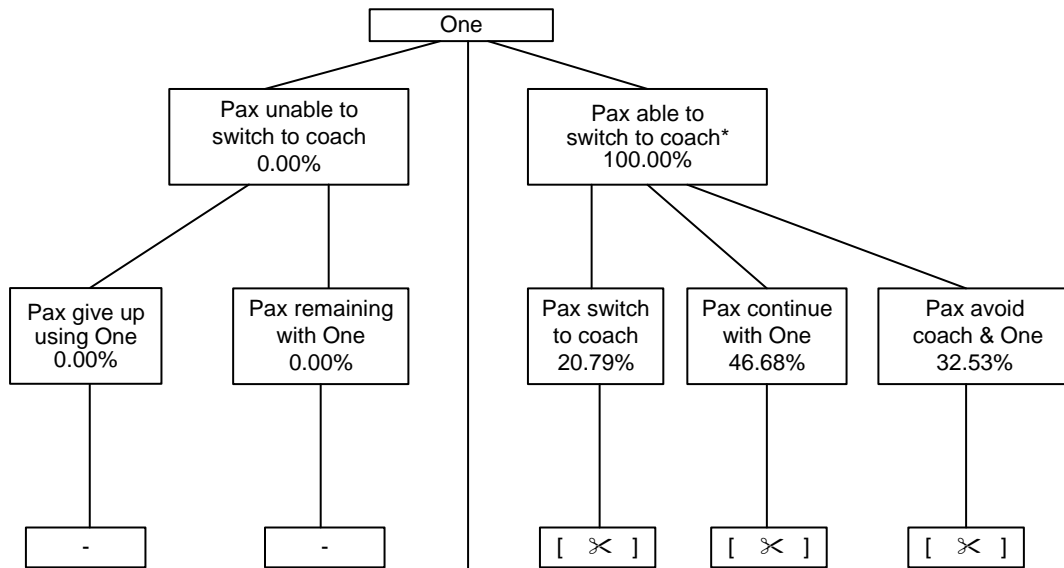 One
Pax unable to
switch to coach
0.00%
Pax able to
switch to coach*
100.00%
Pax give up
using One
0.00%
Pax remaining
with One
0.00%
Pax switch
to coach
20.79%
Pax continue
with One
46.68%
Pax avoid
coach & One
32.53%
-
-
[ ✂ ]
[ ✂ ]
[ ✂ ]